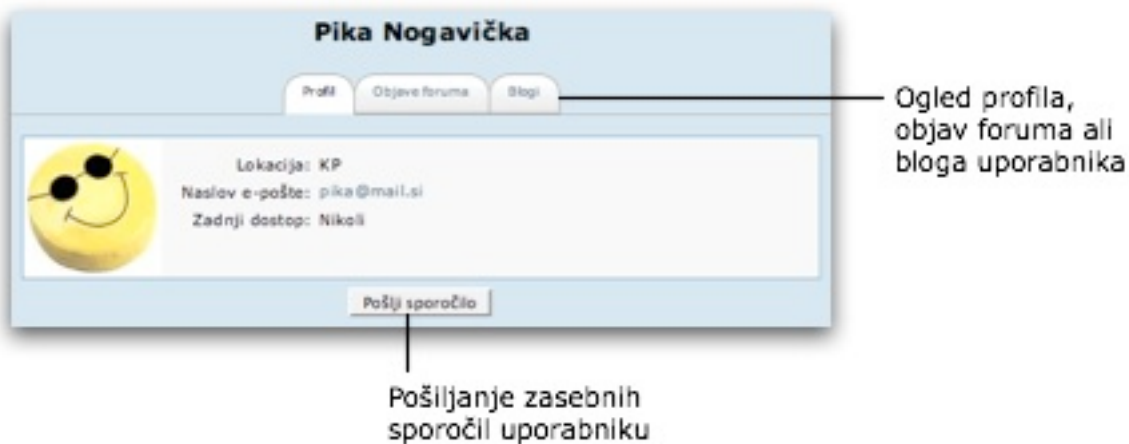 Pika Nogavička
Profil
Objave foruma
Blogi
Ogled profila,
objav foruma ali
bloga uporabnika
Lokacija: KP
Naslov e-pošte: pika@mail.si
Zadnji dostop: Nikoli
Pošlji sporočilo
Pošiljanje zasebnih
sporočil uporabniku